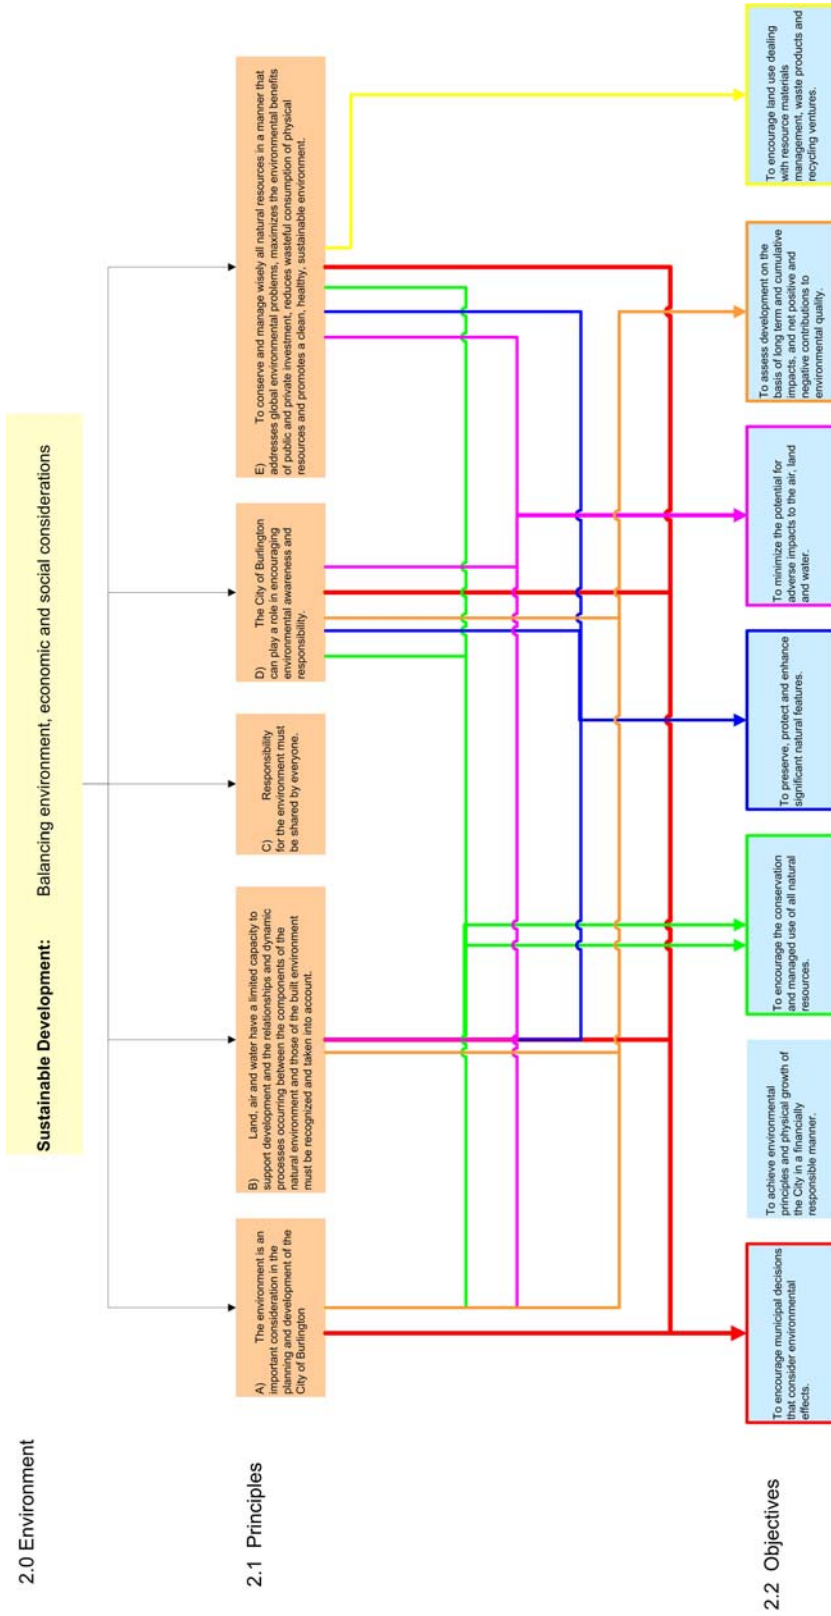 2.0 Environment
Sustainable Development: Balancing environment, economic and social considerations
2.1 Principles
A) The environment is an
important consideration in the
planning and development of the
City of Burlington
B) Land, air and water have a limited capacity to
support development and the relationships and dynamic
processes occurring between the components of the
natural environment and those of the built environment
must be recognized and taken into account.
C) Responsibility
for the environment must
be shared by everyone.
D) The City of Burlington
can play a role in encouraging
environmental awareness and
responsibility.
E) To conserve and manage wisely all natural resources in a manner that
addresses global environmental problems, maximizes the environmental benefits
of public and private investment, reduces wasteful consumption of physical
resources and promotes a clean, healthy, sustainable environment.
2.2 Objectives
To encourage municipal decisions
that consider environmental
effects.
To achieve environmental
principles and physical growth of
the City in a financially
responsible manner.
To encourage the conservation
and managed use of all natural
resources.
To preserve, protect and enhance
significant natural features.
To minimize the potential for
adverse impacts to the air, land
and water.
To assess development on the
basis of long term and cumulative
impacts, and net positive and
negative contributions to
environmental quality.
To encourage land use dealing
with resource materials
management, waste products and
recycling ventures.